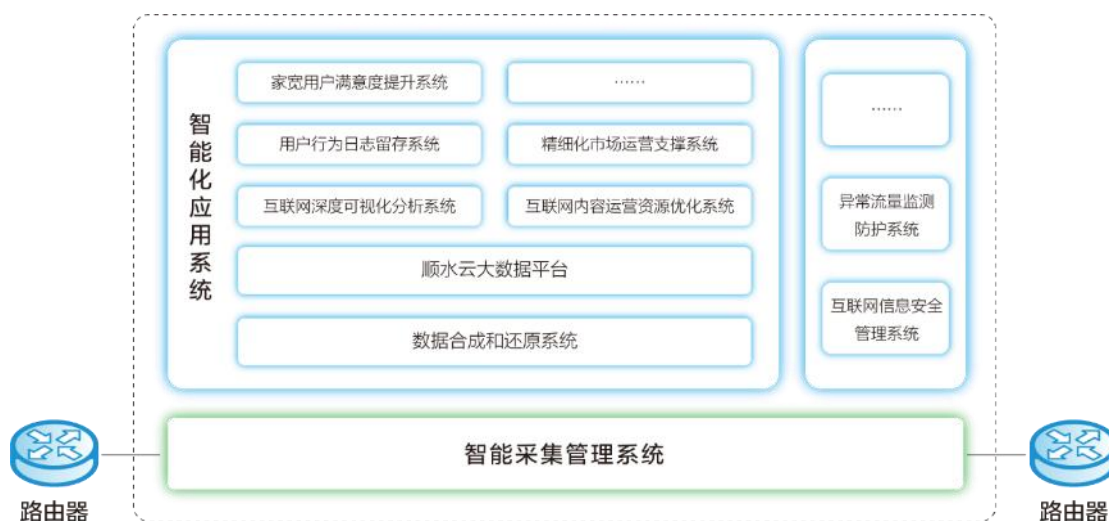 智能化应用系统
家宽用户满意度提升系统
……
用户行为日志留存系统
精细化市场运营支撑系统
互联网深度可视化分析系统
互联网内容运营资源优化系统
顺水云大数据平台
数据合成和还原系统
……
异常流量监测
防护系统
互联网信息安全
管理系统
智能采集管理系统
路由器
路由器